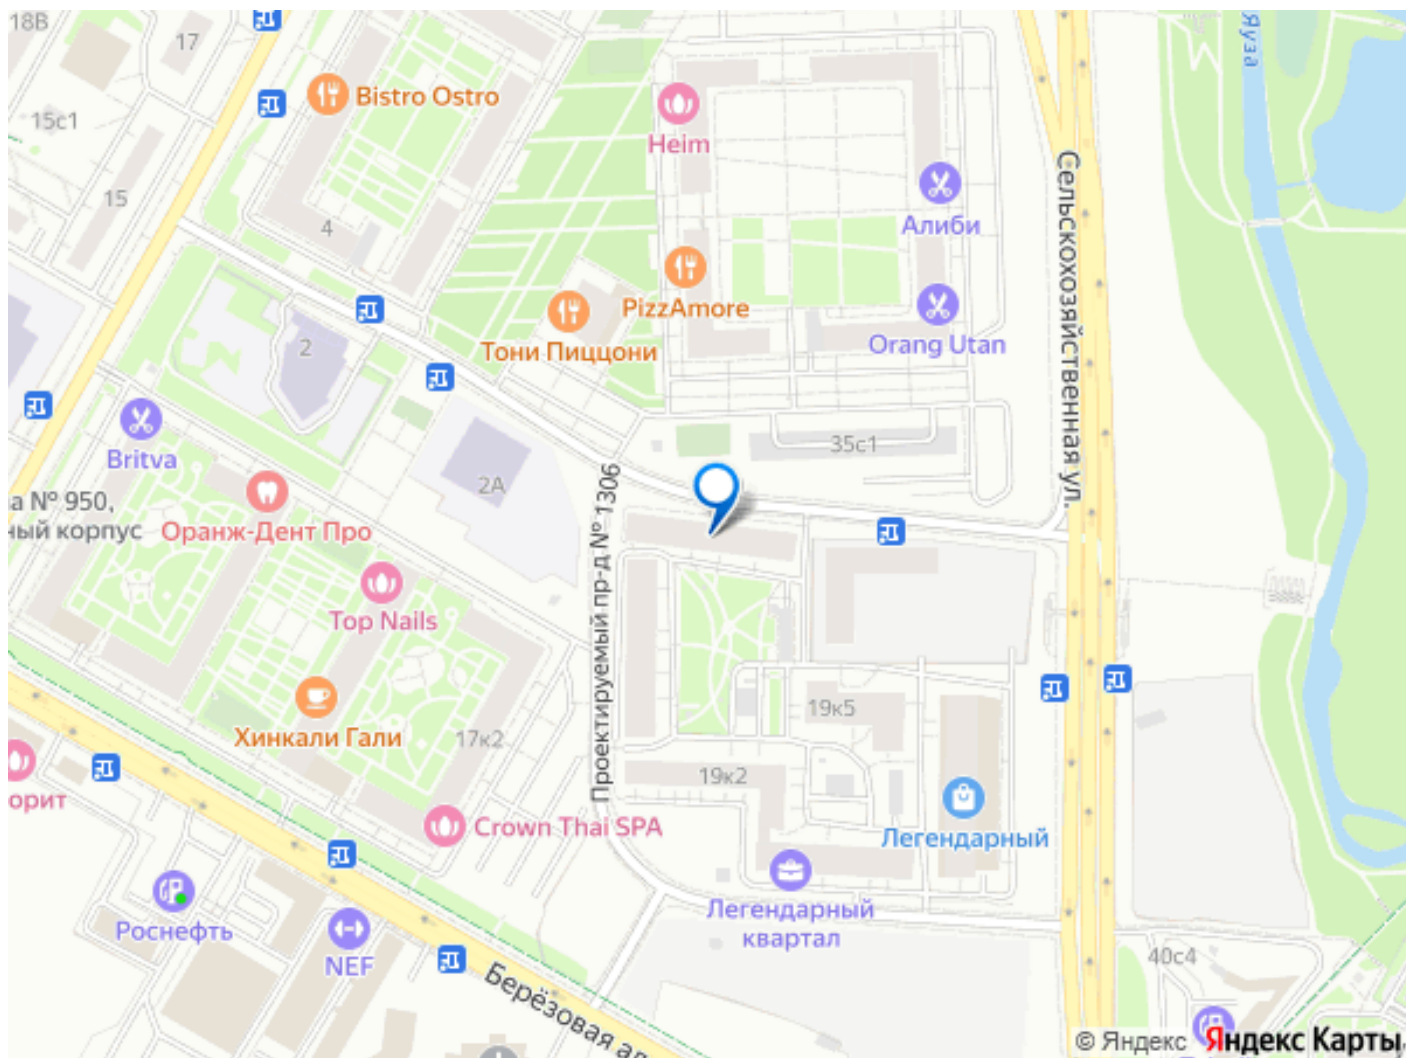 18В
17
Bistro Ostro
15с1
Heim
Яуза
15
4
Алиби
Сельскохозяйственная ул.
PizzAmore
2
Тони Пиццони
Orang Utan
Britva
35с1
2А
а № 950,
ный корпус
Оранж-Дент Про
Проектируемый пр-д № 1306
Top Nails
19к5
Хинкали Гали
17к2
19к2
орит
Crown Thai SPA
Легендарный
Роснефть
Легендарный
квартал
NEF
Берёзовая ал
40с4
© Яндекс Яндекс Карты